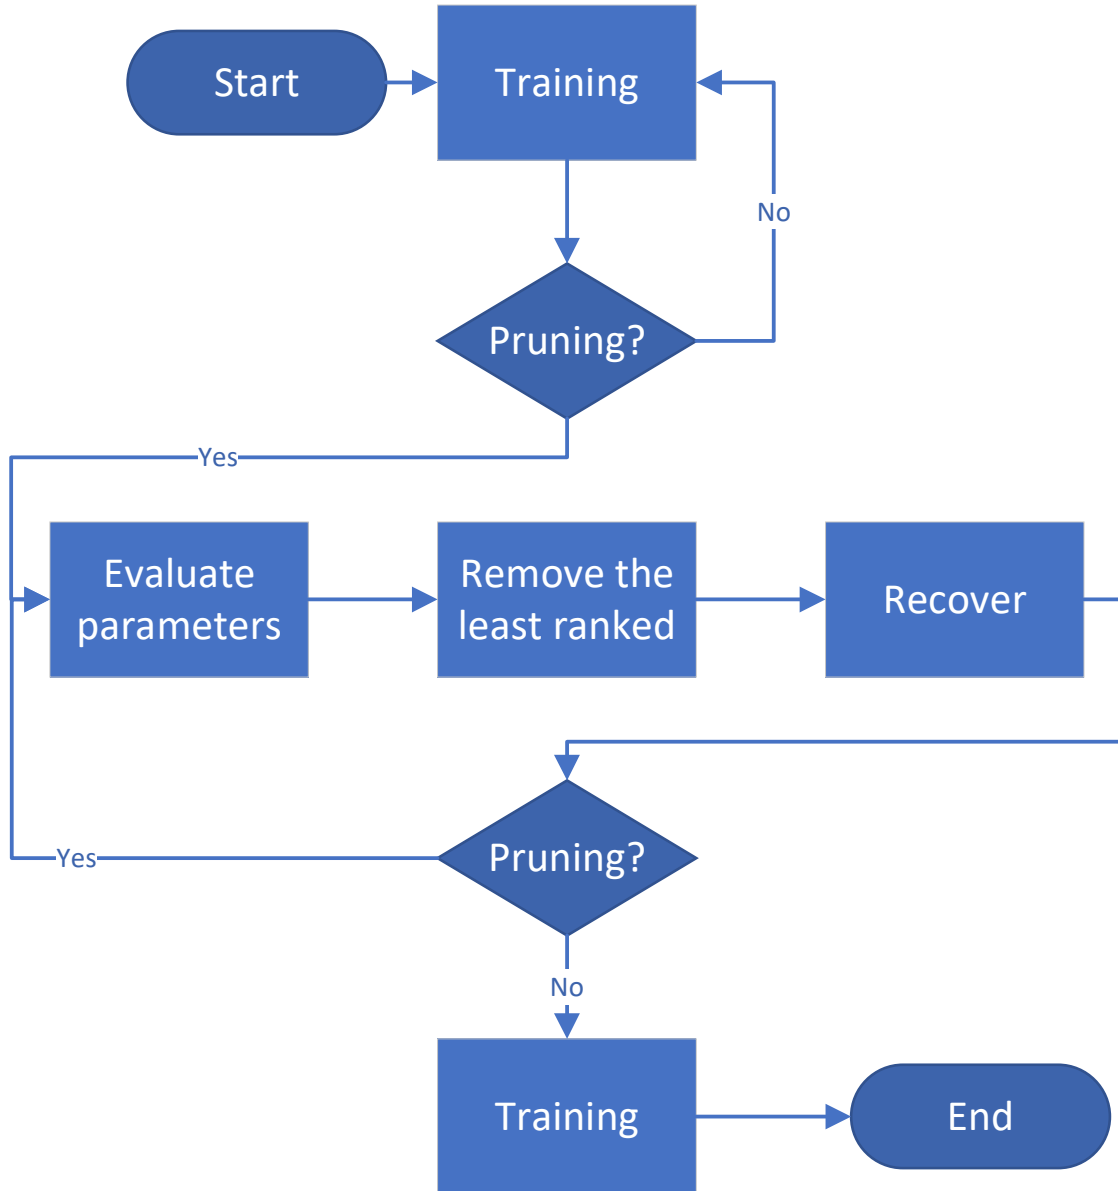 Start
Training
No
Pruning?
Yes
Evaluate
parameters
Remove the
least ranked
Recover
Pruning?
Yes
No
Training
End